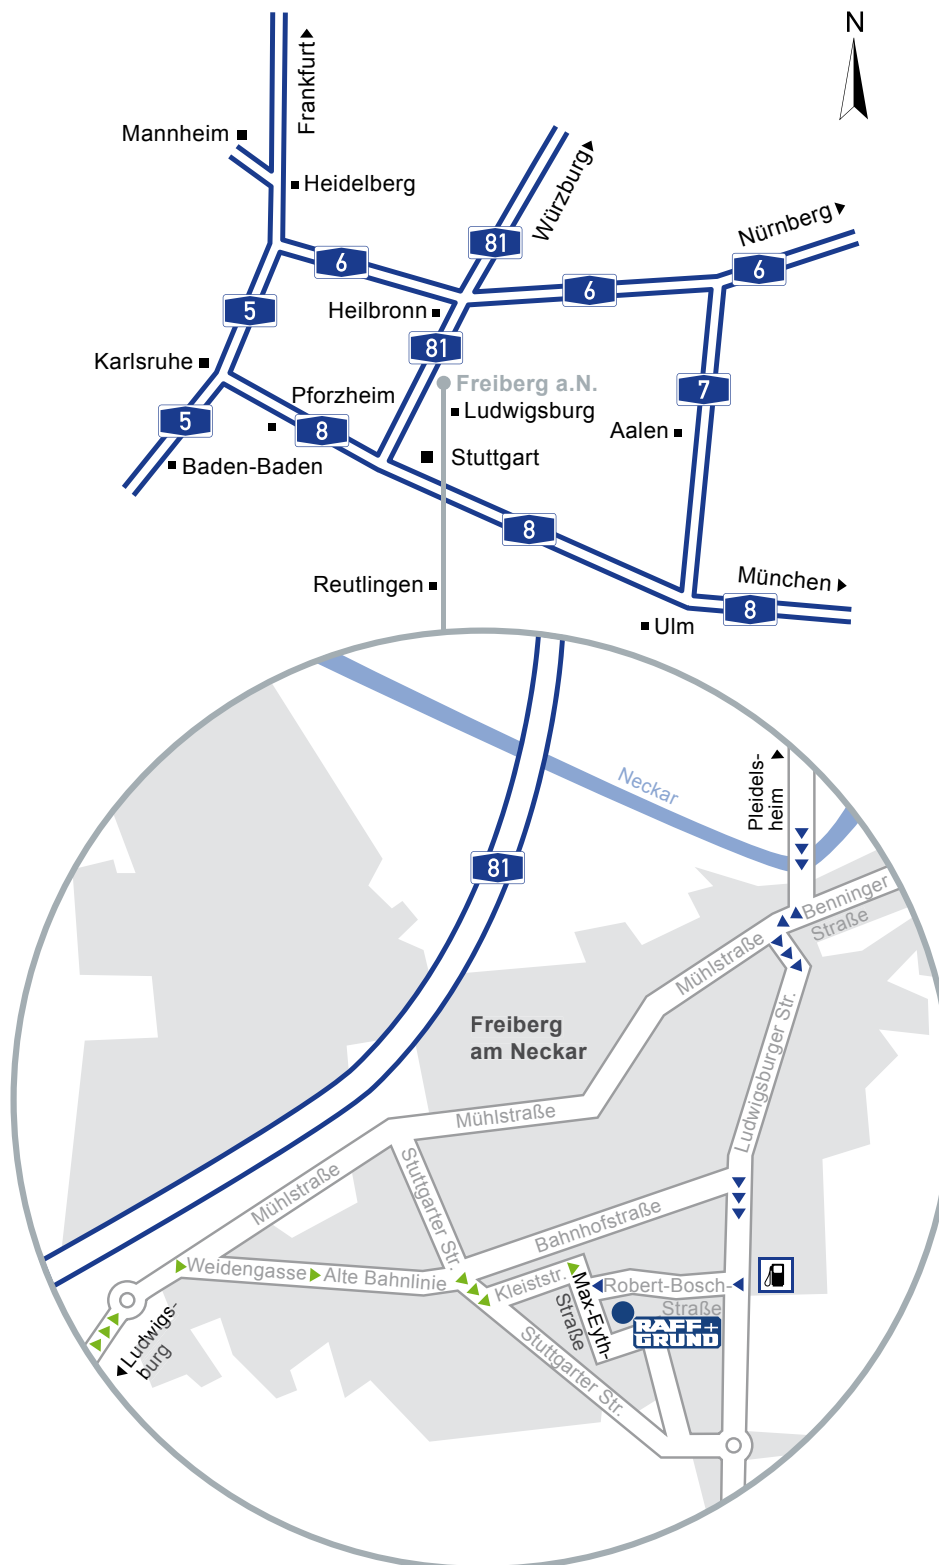 N
Frankfurt
Mannheim
Heidelberg
Würzburg
81
Nürnberg
6
6
6
5
Heilbronn
81
Karlsruhe
Freiberg a.N.
Pforzheim
7
Ludwigsburg
5
8
Aalen
Stuttgart
Baden-Baden
8
München
Reutlingen
8
Ulm
Neckar
Pleidels-
heim
81
Benninger
Straße
Mühlstraße
Freiberg
am Neckar
Ludwigsburger Str.
Mühlstraße
Mühlstraße
Stuttgarter Str.
Bahnhofstraße
Weidengasse
Alte Bahnlinie
Kleiststr.
Robert-Bosch-
Straße
Max-Eyth-
Straße
RAFF+
GRUND
Ludwigs-
burg
Stuttgarter Str.